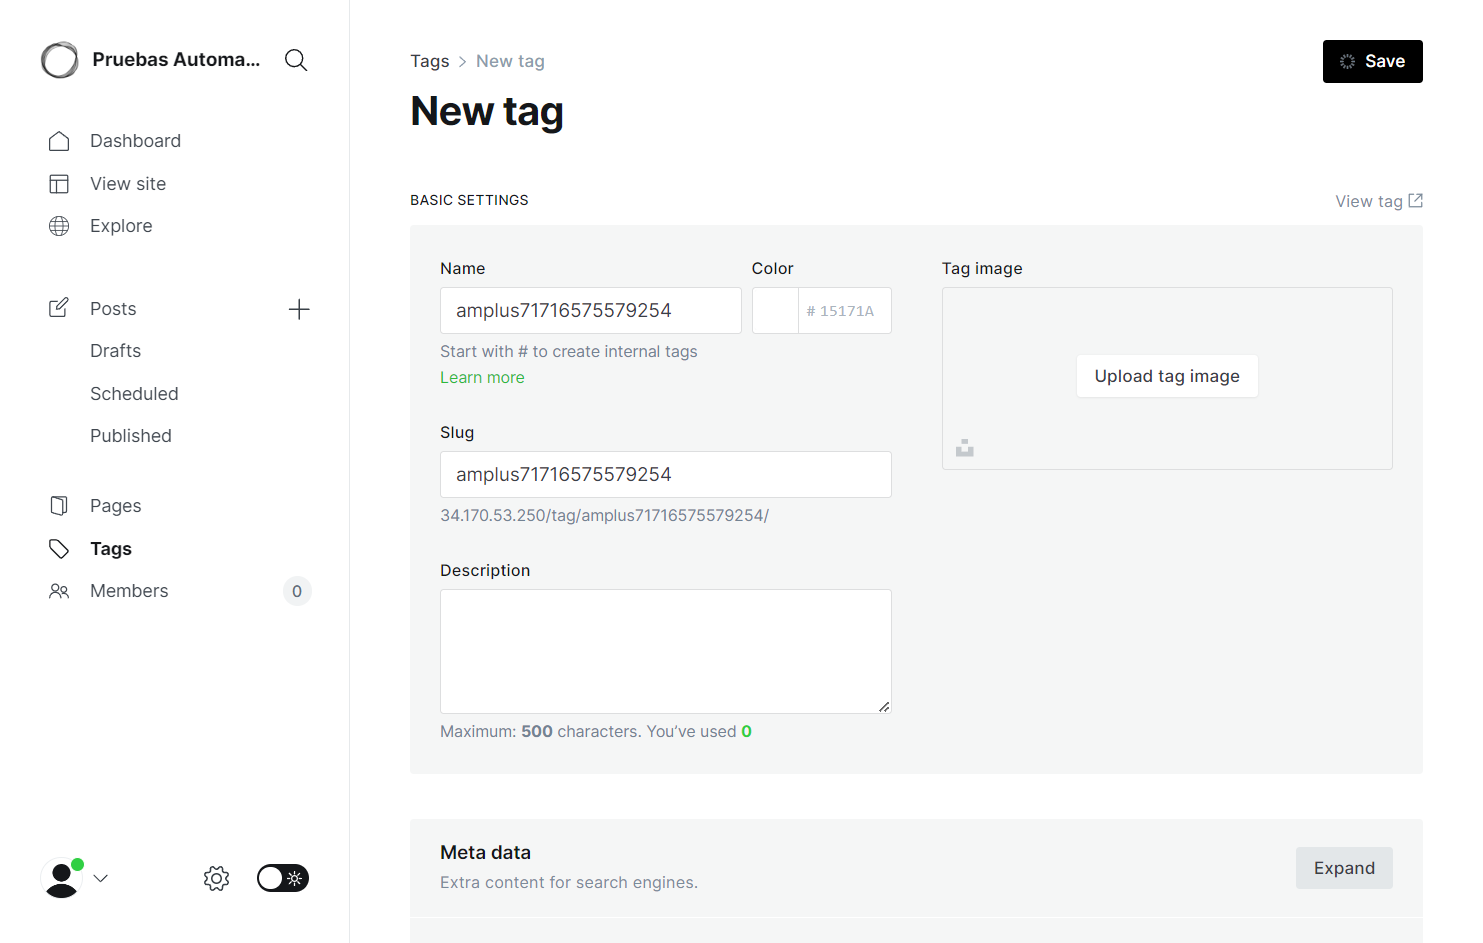 Pruebas Automa...
Dashboard
View site
Explore
Posts
Drafts
Scheduled
Published
Pages
Tags
Members 0
Tags > New tag
Save
New tag
BASIC SETTINGS
View tag
Name
amplus71716575579254
Start with # to create internal tags
Learn more
Color
# 15171A
Slug
amplus71716575579254
34.170.53.250/tag/amplus71716575579254/
Description
Maximum: 500 characters. You’ve used 0
Tag image
Upload tag image
Meta data
Extra content for search engines.
Expand